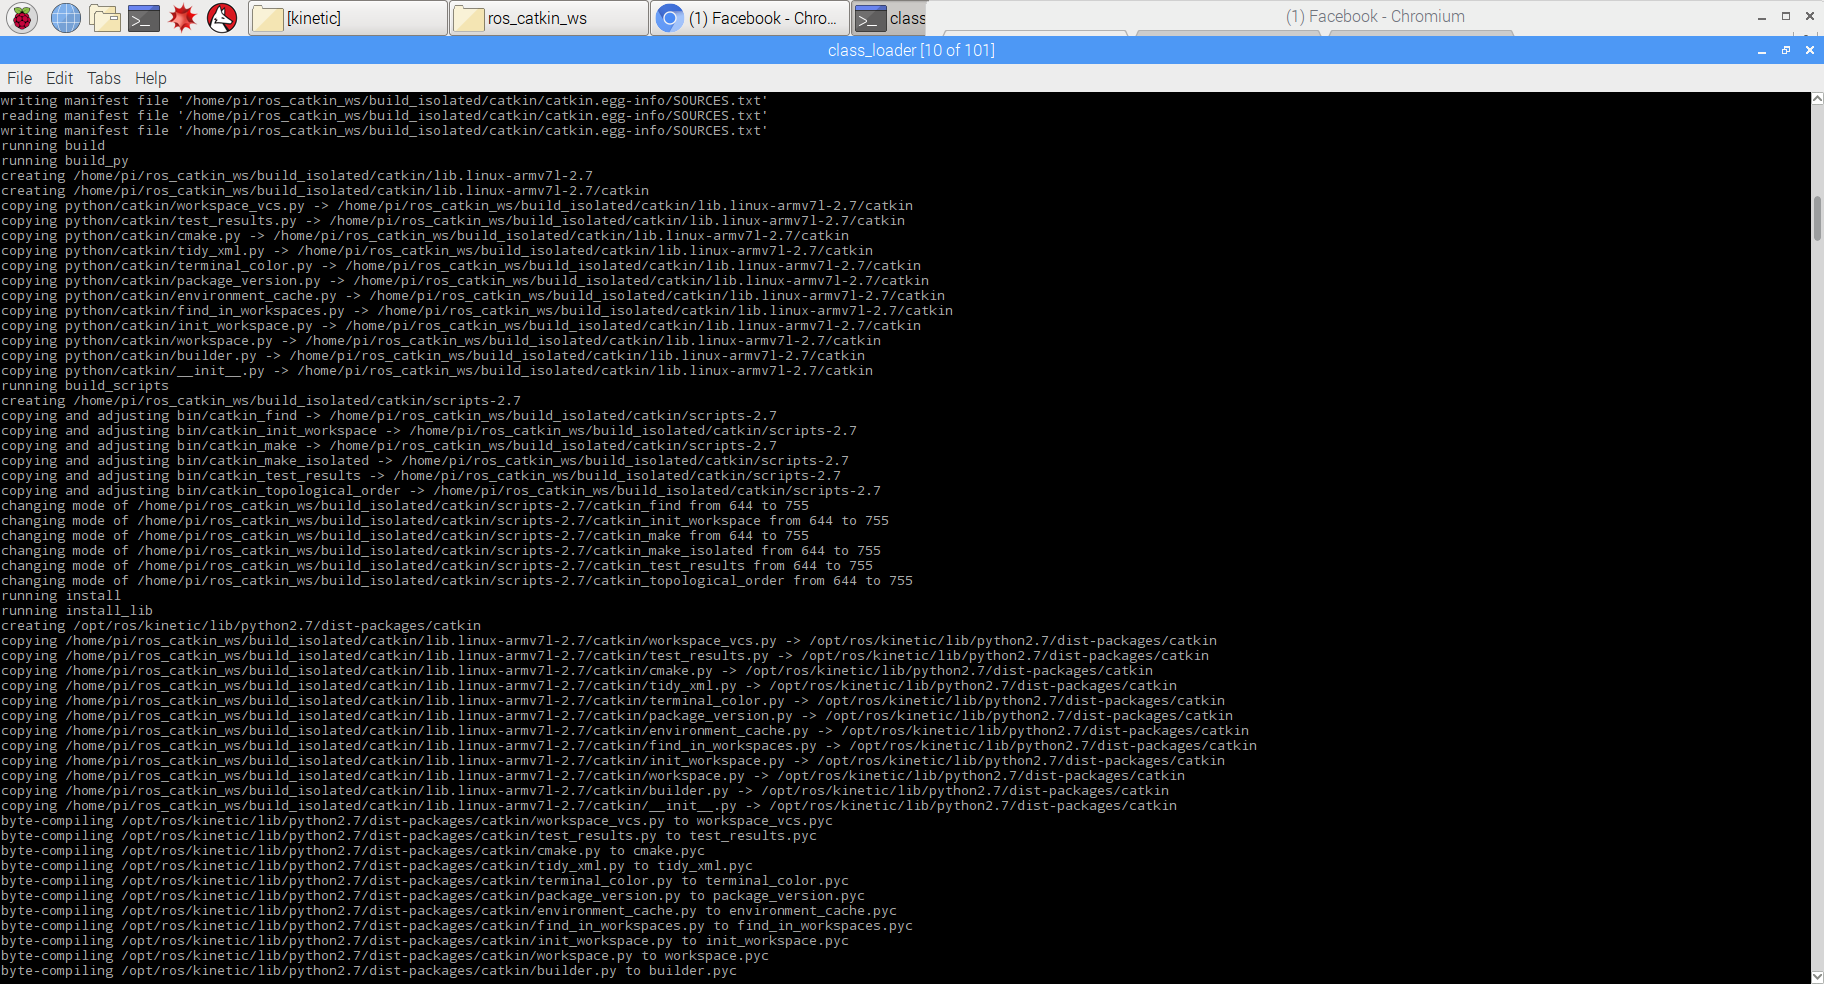 [kinetic]
ros_catkin_ws
(1) Facebook - Chro...
class
(1) Facebook - Chromium
class_loader [10 of 101]
File Edit Tabs Help
writing manifest file '/home/pi/ros_catkin_ws/build_isolated/catkin/catkin.egg-info/SOURCES.txt'
reading manifest file '/home/pi/ros_catkin_ws/build_isolated/catkin/catkin.egg-info/SOURCES.txt'
writing manifest file '/home/pi/ros_catkin_ws/build_isolated/catkin/catkin.egg-info/SOURCES.txt'
running build
running build_py
creating /home/pi/ros_catkin_ws/build_isolated/catkin/lib.linux-armv7l-2.7
creating /home/pi/ros_catkin_ws/build_isolated/catkin/lib.linux-armv7l-2.7/catkin
copying python/catkin/workspace_vcs.py -> /home/pi/ros_catkin_ws/build_isolated/catkin/lib.linux-armv7l-2.7/catkin
copying python/catkin/test_results.py -> /home/pi/ros_catkin_ws/build_isolated/catkin/lib.linux-armv7l-2.7/catkin
copying python/catkin/cmake.py -> /home/pi/ros_catkin_ws/build_isolated/catkin/lib.linux-armv7l-2.7/catkin
copying python/catkin/tidy_xml.py -> /home/pi/ros_catkin_ws/build_isolated/catkin/lib.linux-armv7l-2.7/catkin
copying python/catkin/terminal_color.py -> /home/pi/ros_catkin_ws/build_isolated/catkin/lib.linux-armv7l-2.7/catkin
copying python/catkin/package_version.py -> /home/pi/ros_catkin_ws/build_isolated/catkin/lib.linux-armv7l-2.7/catkin
copying python/catkin/environment_cache.py -> /home/pi/ros_catkin_ws/build_isolated/catkin/lib.linux-armv7l-2.7/catkin
copying python/catkin/find_in_workspaces.py -> /home/pi/ros_catkin_ws/build_isolated/catkin/lib.linux-armv7l-2.7/catkin
copying python/catkin/init_workspace.py -> /home/pi/ros_catkin_ws/build_isolated/catkin/lib.linux-armv7l-2.7/catkin
copying python/catkin/workspace.py -> /home/pi/ros_catkin_ws/build_isolated/catkin/lib.linux-armv7l-2.7/catkin
copying python/catkin/builder.py -> /home/pi/ros_catkin_ws/build_isolated/catkin/lib.linux-armv7l-2.7/catkin
copying python/catkin/__init__.py -> /home/pi/ros_catkin_ws/build_isolated/catkin/lib.linux-armv7l-2.7/catkin
running build_scripts
creating /home/pi/ros_catkin_ws/build_isolated/catkin/scripts-2.7
copying and adjusting bin/catkin_find -> /home/pi/ros_catkin_ws/build_isolated/catkin/scripts-2.7
copying and adjusting bin/catkin_init_workspace -> /home/pi/ros_catkin_ws/build_isolated/catkin/scripts-2.7
copying and adjusting bin/catkin_make -> /home/pi/ros_catkin_ws/build_isolated/catkin/scripts-2.7
copying and adjusting bin/catkin_make_isolated -> /home/pi/ros_catkin_ws/build_isolated/catkin/scripts-2.7
copying and adjusting bin/catkin_test_results -> /home/pi/ros_catkin_ws/build_isolated/catkin/scripts-2.7
copying and adjusting bin/catkin_topological_order -> /home/pi/ros_catkin_ws/build_isolated/catkin/scripts-2.7
changing mode of /home/pi/ros_catkin_ws/build_isolated/catkin/scripts-2.7/catkin_find from 644 to 755
changing mode of /home/pi/ros_catkin_ws/build_isolated/catkin/scripts-2.7/catkin_init_workspace from 644 to 755
changing mode of /home/pi/ros_catkin_ws/build_isolated/catkin/scripts-2.7/catkin_make from 644 to 755
changing mode of /home/pi/ros_catkin_ws/build_isolated/catkin/scripts-2.7/catkin_make_isolated from 644 to 755
changing mode of /home/pi/ros_catkin_ws/build_isolated/catkin/scripts-2.7/catkin_test_results from 644 to 755
changing mode of /home/pi/ros_catkin_ws/build_isolated/catkin/scripts-2.7/catkin_topological_order from 644 to 755
running install
running install_lib
creating /opt/ros/kinetic/lib/python2.7/dist-packages/catkin
copying /home/pi/ros_catkin_ws/build_isolated/catkin/lib.linux-armv7l-2.7/catkin/workspace_vcs.py -> /opt/ros/kinetic/lib/python2.7/dist-packages/catkin
copying /home/pi/ros_catkin_ws/build_isolated/catkin/lib.linux-armv7l-2.7/catkin/test_results.py -> /opt/ros/kinetic/lib/python2.7/dist-packages/catkin
copying /home/pi/ros_catkin_ws/build_isolated/catkin/lib.linux-armv7l-2.7/catkin/cmake.py -> /opt/ros/kinetic/lib/python2.7/dist-packages/catkin
copying /home/pi/ros_catkin_ws/build_isolated/catkin/lib.linux-armv7l-2.7/catkin/tidy_xml.py -> /opt/ros/kinetic/lib/python2.7/dist-packages/catkin
copying /home/pi/ros_catkin_ws/build_isolated/catkin/lib.linux-armv7l-2.7/catkin/terminal_color.py -> /opt/ros/kinetic/lib/python2.7/dist-packages/catkin
copying /home/pi/ros_catkin_ws/build_isolated/catkin/lib.linux-armv7l-2.7/catkin/package_version.py -> /opt/ros/kinetic/lib/python2.7/dist-packages/catkin
copying /home/pi/ros_catkin_ws/build_isolated/catkin/lib.linux-armv7l-2.7/catkin/environment_cache.py -> /opt/ros/kinetic/lib/python2.7/dist-packages/catkin
copying /home/pi/ros_catkin_ws/build_isolated/catkin/lib.linux-armv7l-2.7/catkin/find_in_workspaces.py -> /opt/ros/kinetic/lib/python2.7/dist-packages/catkin
copying /home/pi/ros_catkin_ws/build_isolated/catkin/lib.linux-armv7l-2.7/catkin/init_workspace.py -> /opt/ros/kinetic/lib/python2.7/dist-packages/catkin
copying /home/pi/ros_catkin_ws/build_isolated/catkin/lib.linux-armv7l-2.7/catkin/workspace.py -> /opt/ros/kinetic/lib/python2.7/dist-packages/catkin
copying /home/pi/ros_catkin_ws/build_isolated/catkin/lib.linux-armv7l-2.7/catkin/builder.py -> /opt/ros/kinetic/lib/python2.7/dist-packages/catkin
copying /home/pi/ros_catkin_ws/build_isolated/catkin/lib.linux-armv7l-2.7/catkin/__init__.py -> /opt/ros/kinetic/lib/python2.7/dist-packages/catkin
byte-compiling /opt/ros/kinetic/lib/python2.7/dist-packages/catkin/workspace_vcs.py to workspace_vcs.pyc
byte-compiling /opt/ros/kinetic/lib/python2.7/dist-packages/catkin/test_results.py to test_results.pyc
byte-compiling /opt/ros/kinetic/lib/python2.7/dist-packages/catkin/cmake.py to cmake.pyc
byte-compiling /opt/ros/kinetic/lib/python2.7/dist-packages/catkin/tidy_xml.py to tidy_xml.pyc
byte-compiling /opt/ros/kinetic/lib/python2.7/dist-packages/catkin/terminal_color.py to terminal_color.pyc
byte-compiling /opt/ros/kinetic/lib/python2.7/dist-packages/catkin/package_version.py to package_version.pyc
byte-compiling /opt/ros/kinetic/lib/python2.7/dist-packages/catkin/environment_cache.py to environment_cache.pyc
byte-compiling /opt/ros/kinetic/lib/python2.7/dist-packages/catkin/find_in_workspaces.py to find_in_workspaces.pyc
byte-compiling /opt/ros/kinetic/lib/python2.7/dist-packages/catkin/init_workspace.py to init_workspace.pyc
byte-compiling /opt/ros/kinetic/lib/python2.7/dist-packages/catkin/workspace.py to workspace.pyc
byte-compiling /opt/ros/kinetic/lib/python2.7/dist-packages/catkin/builder.py to builder.pyc